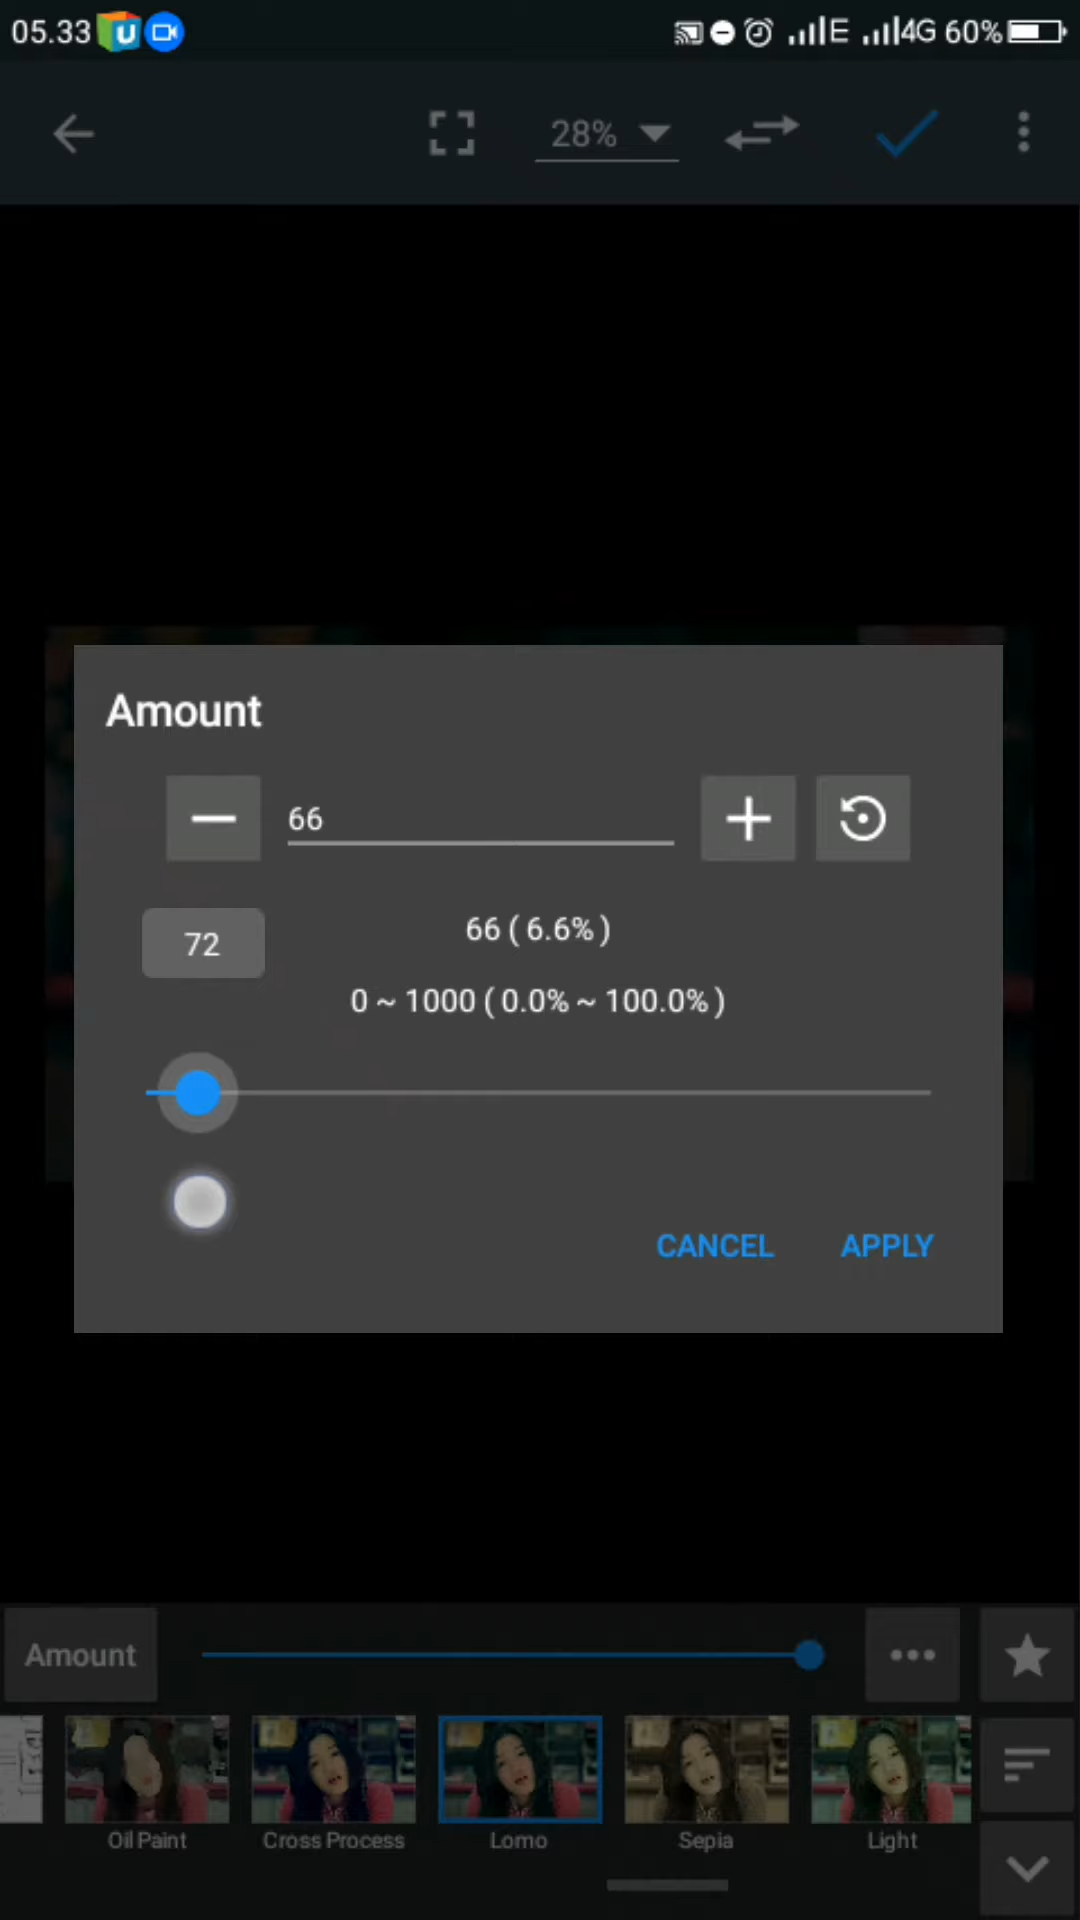 05.33 U E 4G 60%
28%
Amount
66
72
66 ( 6.6% )
0 ~ 1000 ( 0.0% ~ 100.0% )
CANCEL APPLY
Amount
Oil Paint Cross Process Lomo Sepia Light